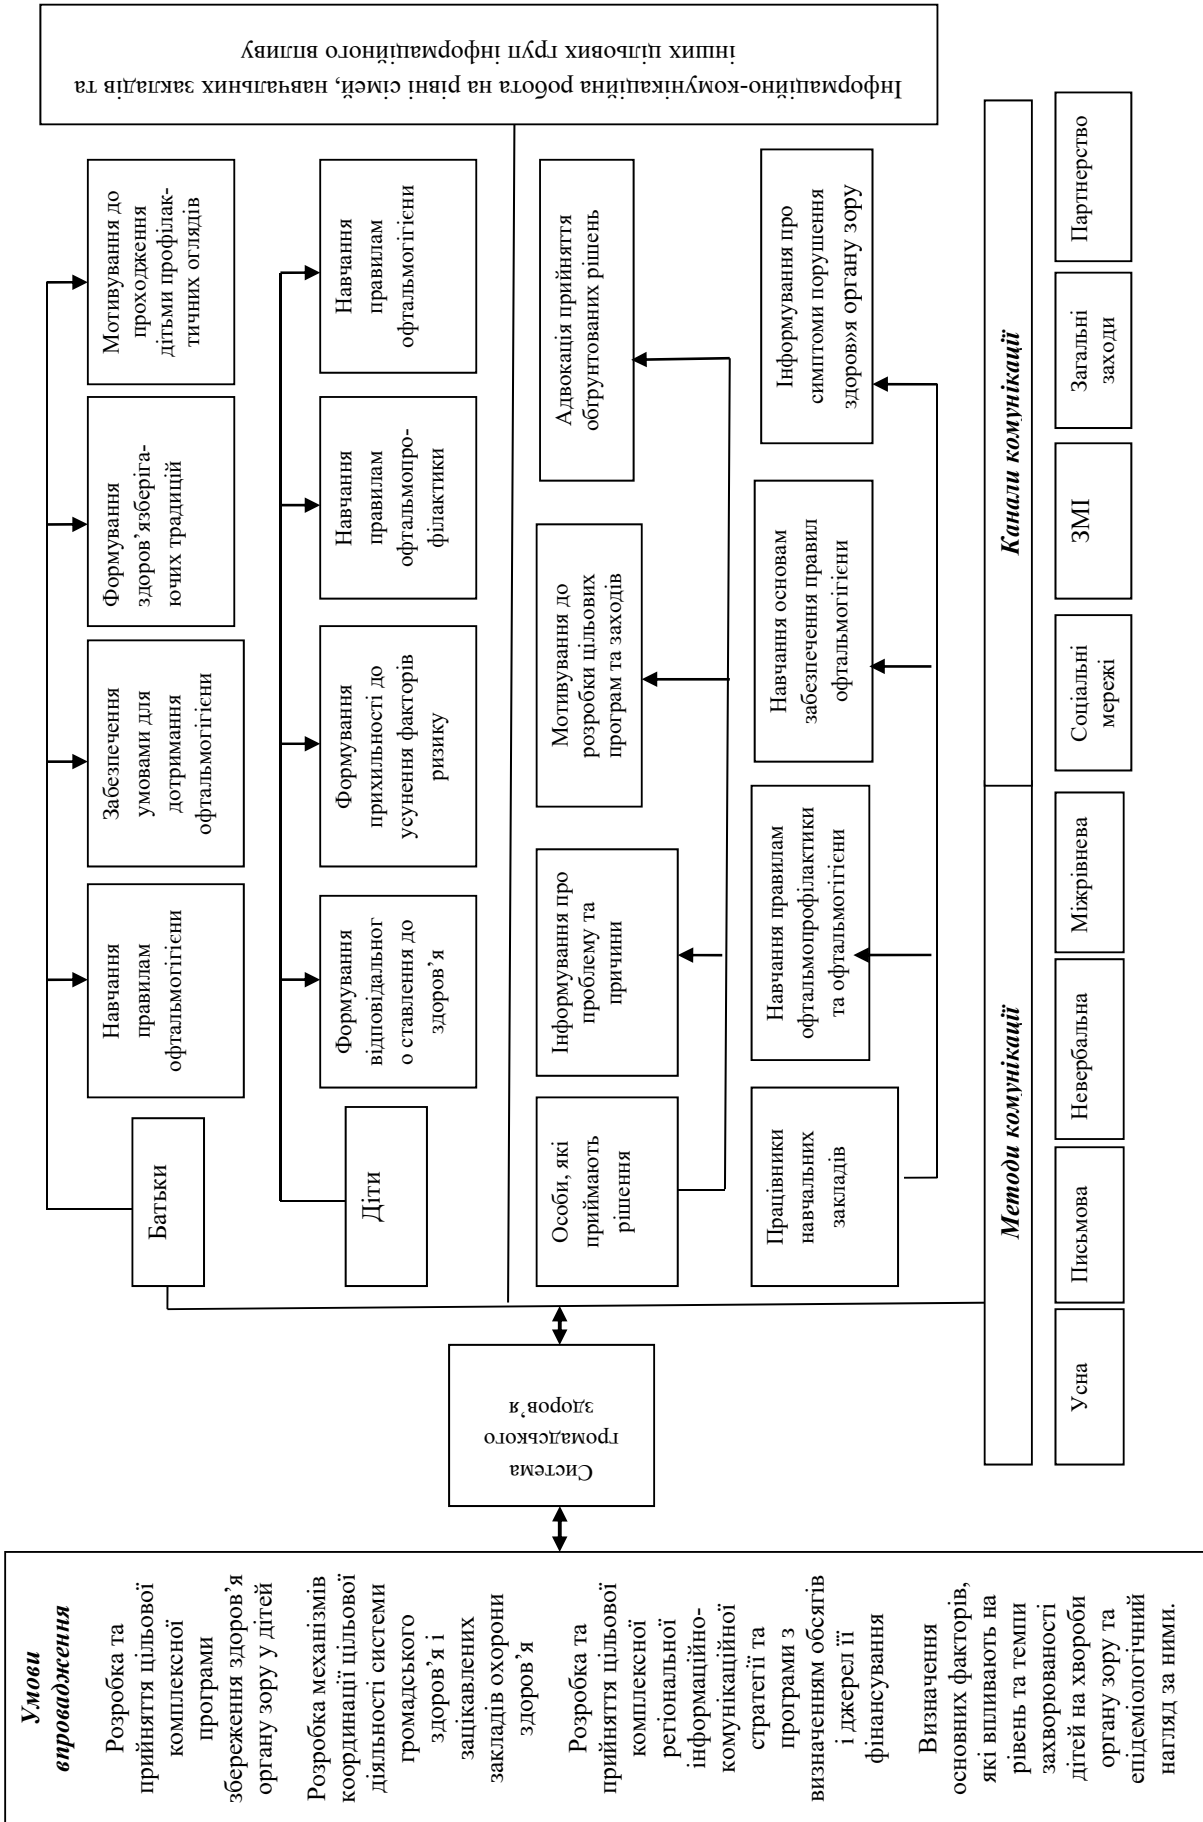 Умови
впровадження
Розробка та
прийняття цільової
комплексної
програми
збереження здоров'я
органу зору у дітей
Розробка механізмів
координації цільової
діяльності системи
громадського
здоров'я і
зацікавлених
закладів охорони
здоров'я
Розробка та
прийняття цільової
комплексної
регіональної
інформаційно-
комунікаційної
стратегії та
програми з
визначенням обсягів
і джерел її
фінансування
Визначення
основних факторів,
які впливають на
рівень та темпи
захворюваності
дітей на хвороби
органу зору та
епідеміологічний
нагляд за ними.
Система
громадського
здоров'я
Батьки
Навчання
правилам
офтальмогігієни
Забезпечення
умовами для
дотримання
офтальмогігієни
Формування
здоров'язберіга-
ючих традицій
Мотивування до
проходження
дітьми профілак-
тичних оглядів
Діти
Формування
відповідальног
о ставлення до
здоров'я
Формування
прихильності до
усунення факторів
ризику
Навчання
правилам
офтальмопро-
філактики
Навчання
правилам
офтальмогігієни
Особи, які
приймають
рішення
Інформування про
проблему та
причини
Мотивування до
розробки цільових
програм та заходів
Адвокація прийняття
обґрунтованих рішень
Працівники
навчальних
закладів
Навчання правилам
офтальмопрофілактики
та офтальмогігієни
Навчання основам
забезпечення правил
офтальмогігієни
Інформування про
симптоми порушення
здоров»я органу зору
Інформаційно-комунікаційна робота на рівні сімей, навчальних закладів та
інших цільових груп інформаційного впливу
Методи комунікації
Канали комунікації
Усна
Письмова
Невербальна
Міжрівнева
Соціальні
мережі
ЗМІ
Загальні
заходи
Партнерство